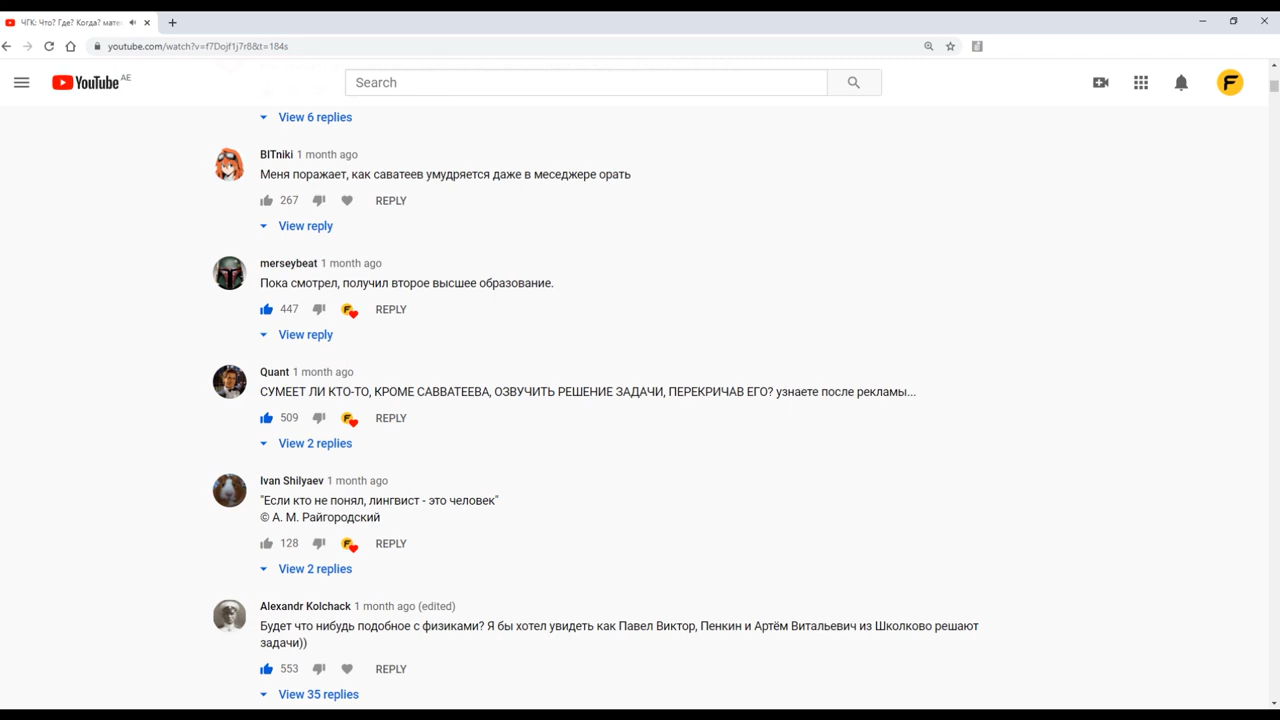 ЧГК: Что? Где? Когда? мате
youtube.com/watch?v=f7Dojf1j7r8&t=184s
YouTube AE
Search
View 6 replies
BITniki 1 month ago
Меня поражает, как саватеев умудряется даже в меседжере орать
267 REPLY
View reply
merseybeat 1 month ago
Пока смотрел, получил второе высшее образование.
447 REPLY
View reply
Quant 1 month ago
СУМЕЕТ ЛИ КТО-ТО, КРОМЕ САВВАТЕЕВА, ОЗВУЧИТЬ РЕШЕНИЕ ЗАДАЧИ, ПЕРЕКРИЧАВ ЕГО? узнаете после рекламы...
509 REPLY
View 2 replies
Ivan Shilyaev 1 month ago
"Если кто не понял, лингвист - это человек"
© А. М. Райгородский
128 REPLY
View 2 replies
Alexandr Kolchack 1 month ago (edited)
Будет что нибудь подобное с физиками? Я бы хотел увидеть как Павел Виктор, Пенкин и Артём Витальевич из Школково решают
задачи))
553 REPLY
View 35 replies